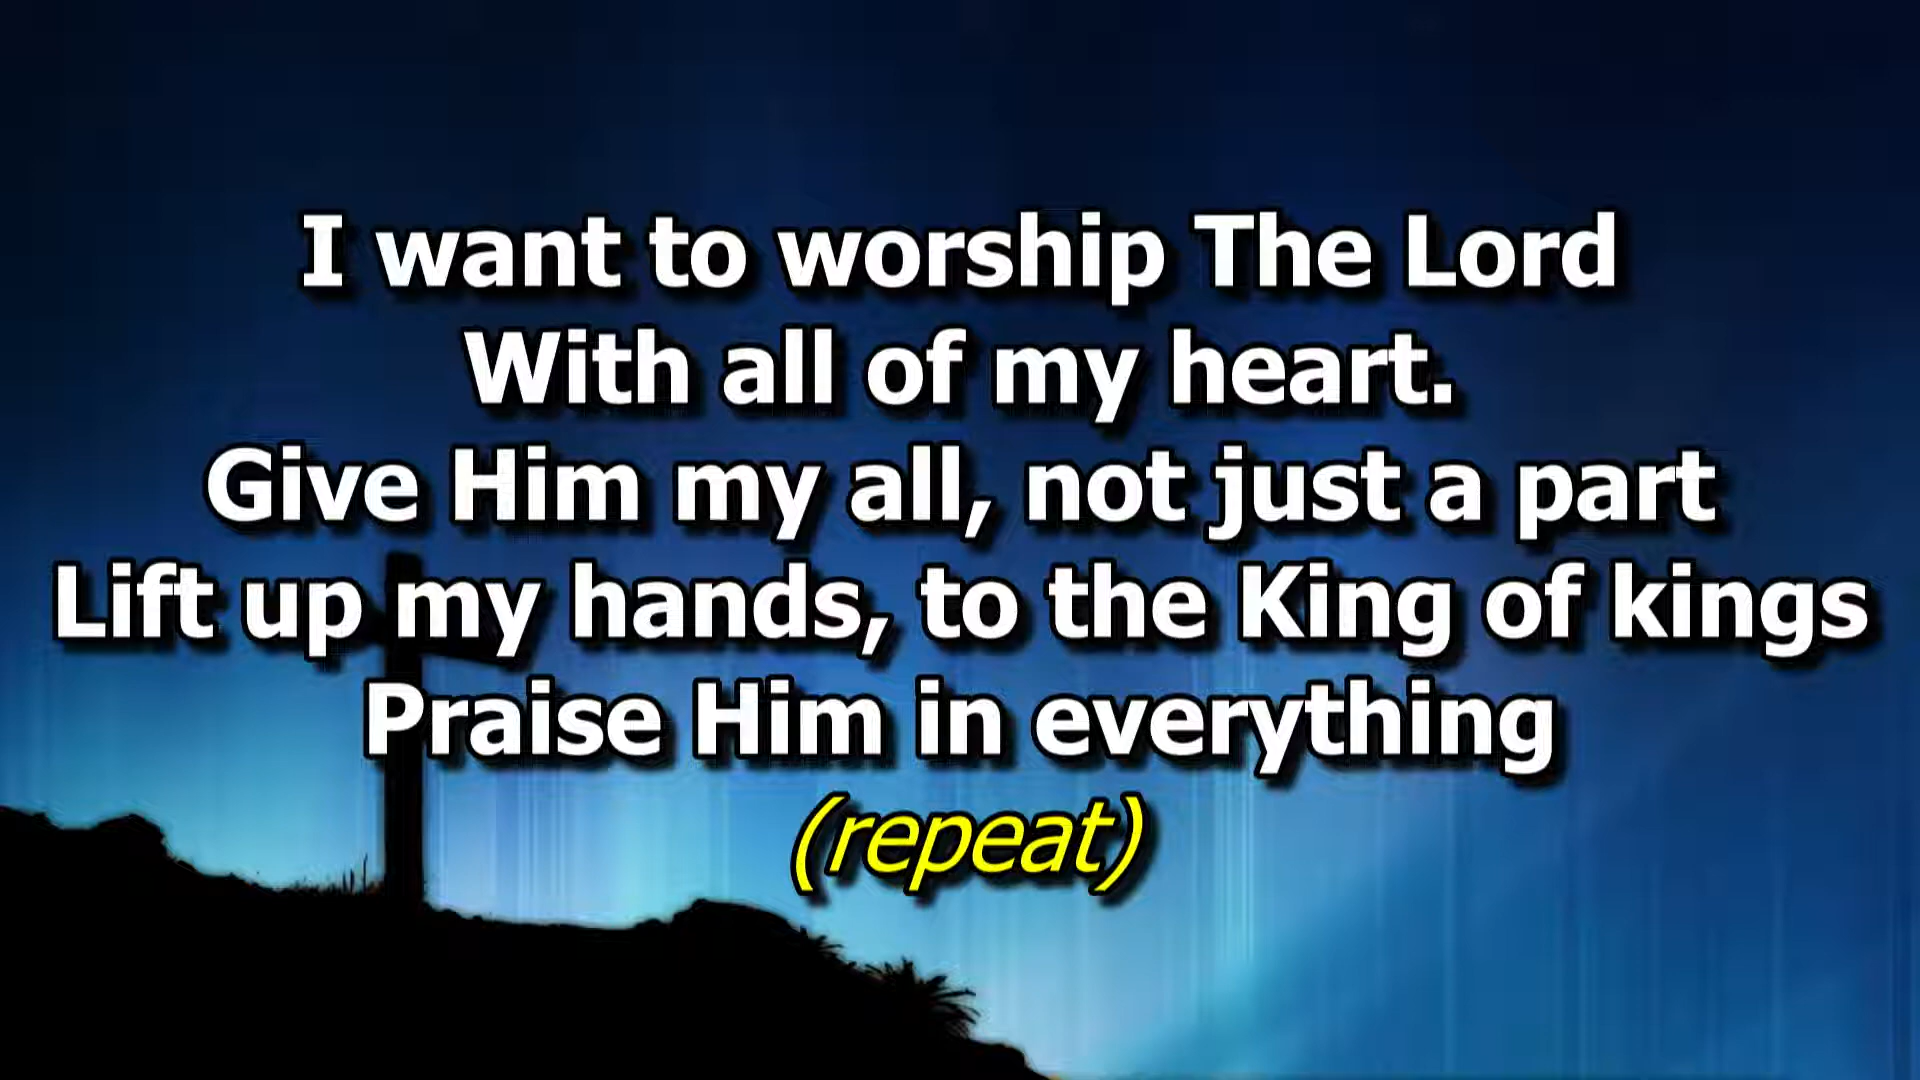 I want to worship The Lord
With all of my heart.
Give Him my all, not just a part
Lift up my hands, to the King of kings
Praise Him in everything
(repeat)